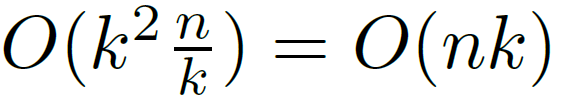 $O(k^2 \frac{n}{k}) = O(nk)$